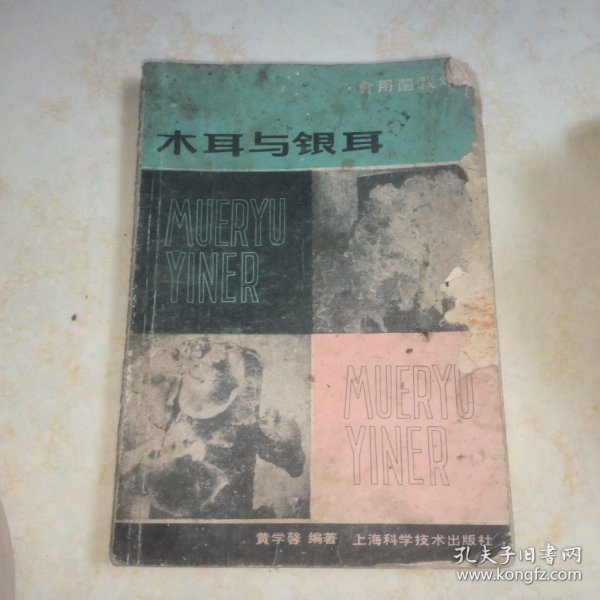 食用菌栽
木耳与银耳
MUERYU
YINER
MUERYU
YINER
黄学馨 编著 上海科学技术出版社
孔夫子旧书网
www.kongfz.com